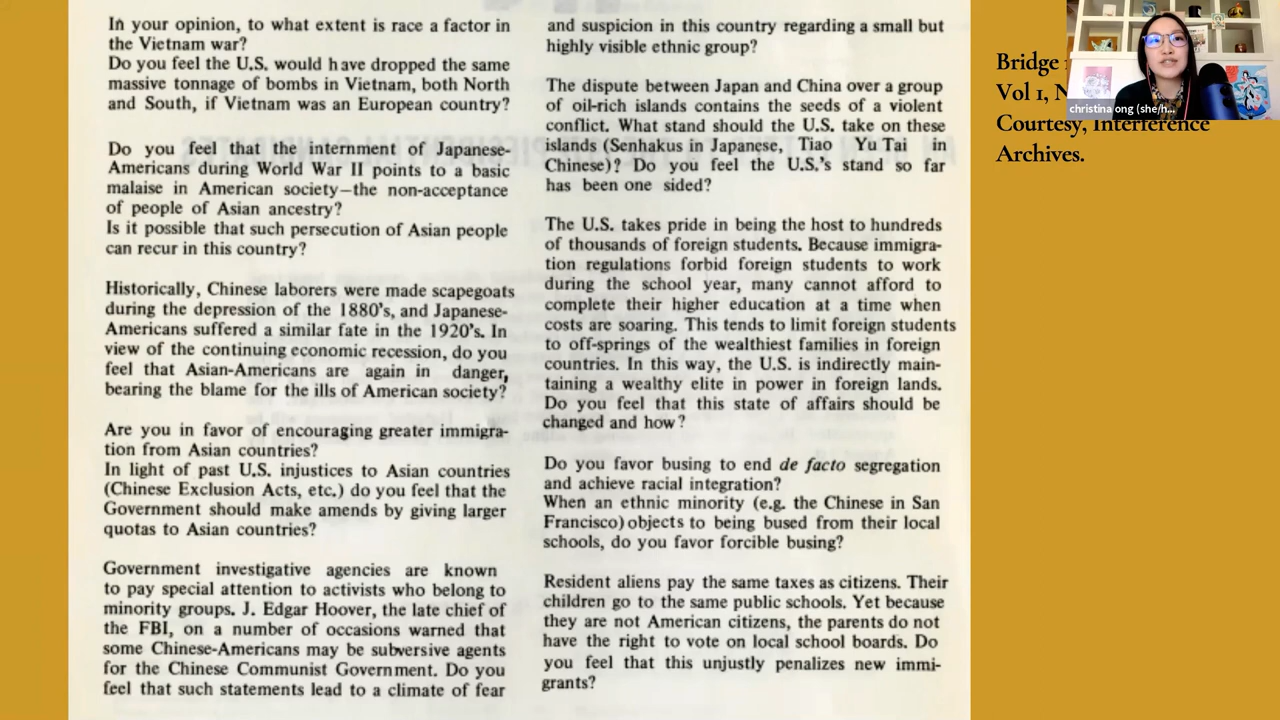 In your opinion, to what extent is race a factor in
the Vietnam war?
Do you feel the U.S. would have dropped the same
massive tonnage of bombs in Vietnam, both North
and South, if Vietnam was an European country?
Do you feel that the internment of Japanese-
Americans during World War II points to a basic
malaise in American society—the non-acceptance
of people of Asian ancestry?
Is it possible that such persecution of Asian people
can recur in this country?
Historically, Chinese laborers were made scapegoats
during the depression of the 1880's, and Japanese-
Americans suffered a similar fate in the 1920's. In
view of the continuing economic recession, do you
feel that Asian-Americans are again in danger,
bearing the blame for the ills of American society?
Are you in favor of encouraging greater immigra-
tion from Asian countries?
In light of past U.S. injustices to Asian countries
(Chinese Exclusion Acts, etc.) do you feel that the
Government should make amends by giving larger
quotas to Asian countries?
Government investigative agencies are known
to pay special attention to activists who belong to
minority groups. J. Edgar Hoover, the late chief of
the FBI, on a number of occasions warned that
some Chinese-Americans may be subversive agents
for the Chinese Communist Government. Do you
feel that such statements lead to a climate of fear
and suspicion in this country regarding a small but
highly visible ethnic group?
The dispute between Japan and China over a group
of oil-rich islands contains the seeds of a violent
conflict. What stand should the U.S. take on these
islands (Senhakus in Japanese, Tiao Yu Tai in
Chinese)? Do you feel the U.S.'s stand so far
has been one sided?
The U.S. takes pride in being the host to hundreds
of thousands of foreign students. Because immigra-
tion regulations forbid foreign students to work
during the school year, many cannot afford to
complete their higher education at a time when
costs are soaring. This tends to limit foreign students
to off-springs of the wealthiest families in foreign
countries. In this way, the U.S. is indirectly main-
taining a wealthy elite in power in foreign lands.
Do you feel that this state of affairs should be
changed and how?
Do you favor busing to end de facto segregation
and achieve racial integration?
When an ethnic minority (e.g. the Chinese in San
Francisco) objects to being bused from their local
schools, do you favor forcible busing?
Resident aliens pay the same taxes as citizens. Their
children go to the same public schools. Yet because
they are not American citizens, the parents do not
have the right to vote on local school boards. Do
you feel that this unjustly penalizes new immi-
grants?
Bridge
Vol 1,
Courtesy, Interference
Archives.
christina ong (she/h...